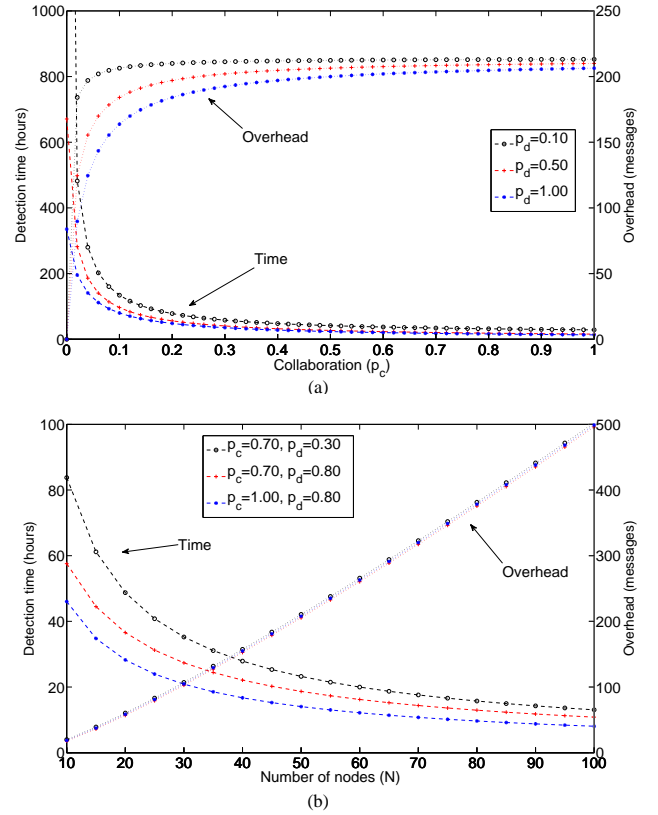 1000
800
600
400
200
0
Detection time (hours)
250
200
150
100
50
0
Overhead (messages)
Overhead
Time
p_d=0.10
p_d=0.50
p_d=1.00
0 0.1 0.2 0.3 0.4 0.5 0.6 0.7 0.8 0.9 1
Collaboration (p_c)
(a)
100
80
60
40
20
0
Detection time (hours)
500
400
300
200
100
0
Overhead (messages)
p_c=0.70, p_d=0.30
p_c=0.70, p_d=0.80
p_c=1.00, p_d=0.80
Time
Overhead
10 20 30 40 50 60 70 80 90 100
Number of nodes (N)
(b)